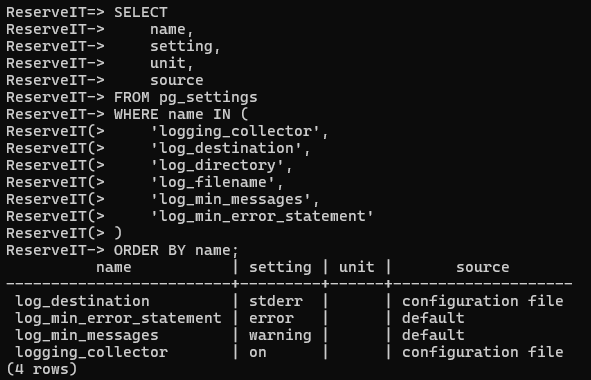 ReserveIT=> SELECT
ReserveIT->     name,
ReserveIT->     setting,
ReserveIT->     unit,
ReserveIT->     source
ReserveIT-> FROM pg_settings
ReserveIT-> WHERE name IN (
ReserveIT(>     'logging_collector',
ReserveIT(>     'log_destination',
ReserveIT(>     'log_directory',
ReserveIT(>     'log_filename',
ReserveIT(>     'log_min_messages',
ReserveIT(>     'log_min_error_statement'
ReserveIT(> )
ReserveIT-> ORDER BY name;
          name           | setting | unit |       source
-------------------------+---------+------+--------------------
 log_destination         | stderr  |      | configuration file
 log_min_error_statement | error   |      | default
 log_min_messages        | warning |      | default
 logging_collector       | on      |      | configuration file
(4 rows)